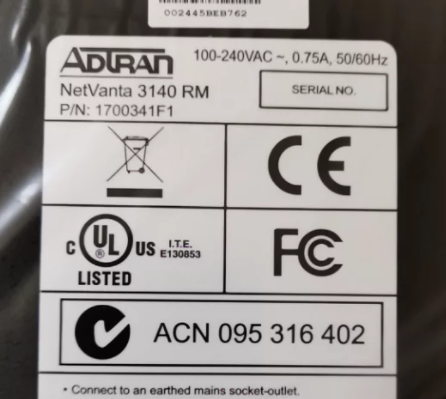 002445BEB762
ADTRAN
100-240VAC ~, 0.75A, 50/60Hz
NetVanta 3140 RM
P/N: 1700341F1
SERIAL NO.
CE
C UL US I.T.E.
® E130853
LISTED
FC
ACN 095 316 402
• Connect to an earthed mains socket-outlet.